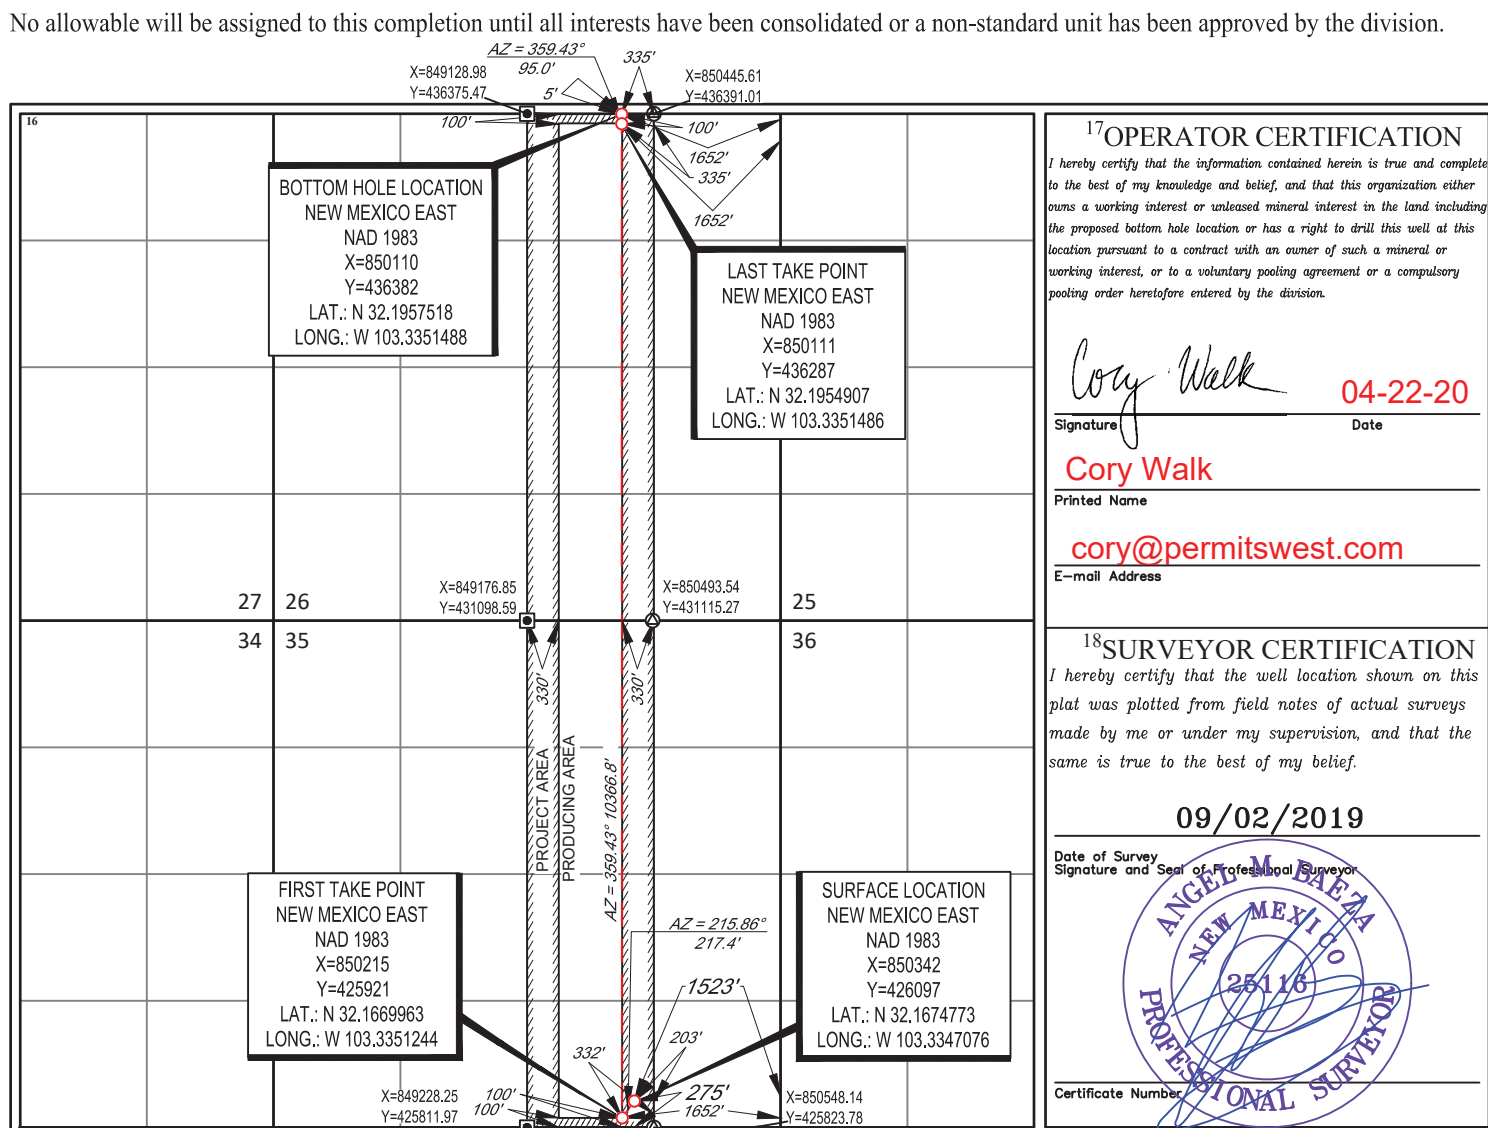 No allowable will be assigned to this completion until all interests have been consolidated or a non-standard unit has been approved by the division.
AZ = 359.43°
95.0'
5'
335'
X=849128.98
Y=436375.47
X=850445.61
Y=436391.01
16
100'
100'
1652'
335'
1652'
BOTTOM HOLE LOCATION
NEW MEXICO EAST
NAD 1983
X=850110
Y=436382
LAT.: N 32.1957518
LONG.: W 103.3351488
LAST TAKE POINT
NEW MEXICO EAST
NAD 1983
X=850111
Y=436287
LAT.: N 32.1954907
LONG.: W 103.3351486
27 26
X=849176.85
Y=431098.59
X=850493.54
Y=431115.27
25
34 35
36
330'
330'
PROJECT AREA
PRODUCING AREA
AZ = 359.43° 10366.8'
FIRST TAKE POINT
NEW MEXICO EAST
NAD 1983
X=850215
Y=425921
LAT.: N 32.1669963
LONG.: W 103.3351244
AZ = 215.86°
217.4'
SURFACE LOCATION
NEW MEXICO EAST
NAD 1983
X=850342
Y=426097
LAT.: N 32.1674773
LONG.: W 103.3347076
1523'
203'
332'
275'
1652'
X=849228.25
Y=425811.97
100'
100'
X=850548.14
Y=425823.78
17 OPERATOR CERTIFICATION
I hereby certify that the information contained herein is true and complete
to the best of my knowledge and belief, and that this organization either
owns a working interest or unleased mineral interest in the land including
the proposed bottom hole location or has a right to drill this well at this
location pursuant to a contract with an owner of such a mineral or
working interest, or to a voluntary pooling agreement or a compulsory
pooling order heretofore entered by the division.
Cory Walk
04-22-20
Signature Date
Cory Walk
Printed Name
cory@permitswest.com
E-mail Address
18 SURVEYOR CERTIFICATION
I hereby certify that the well location shown on this
plat was plotted from field notes of actual surveys
made by me or under my supervision, and that the
same is true to the best of my belief.
09/02/2019
Date of Survey
Signature and Seal of Professional Surveyor
ANGEL M. BAEZA
NEW MEXICO
25116
PROFESSIONAL SURVEYOR
Certificate Number